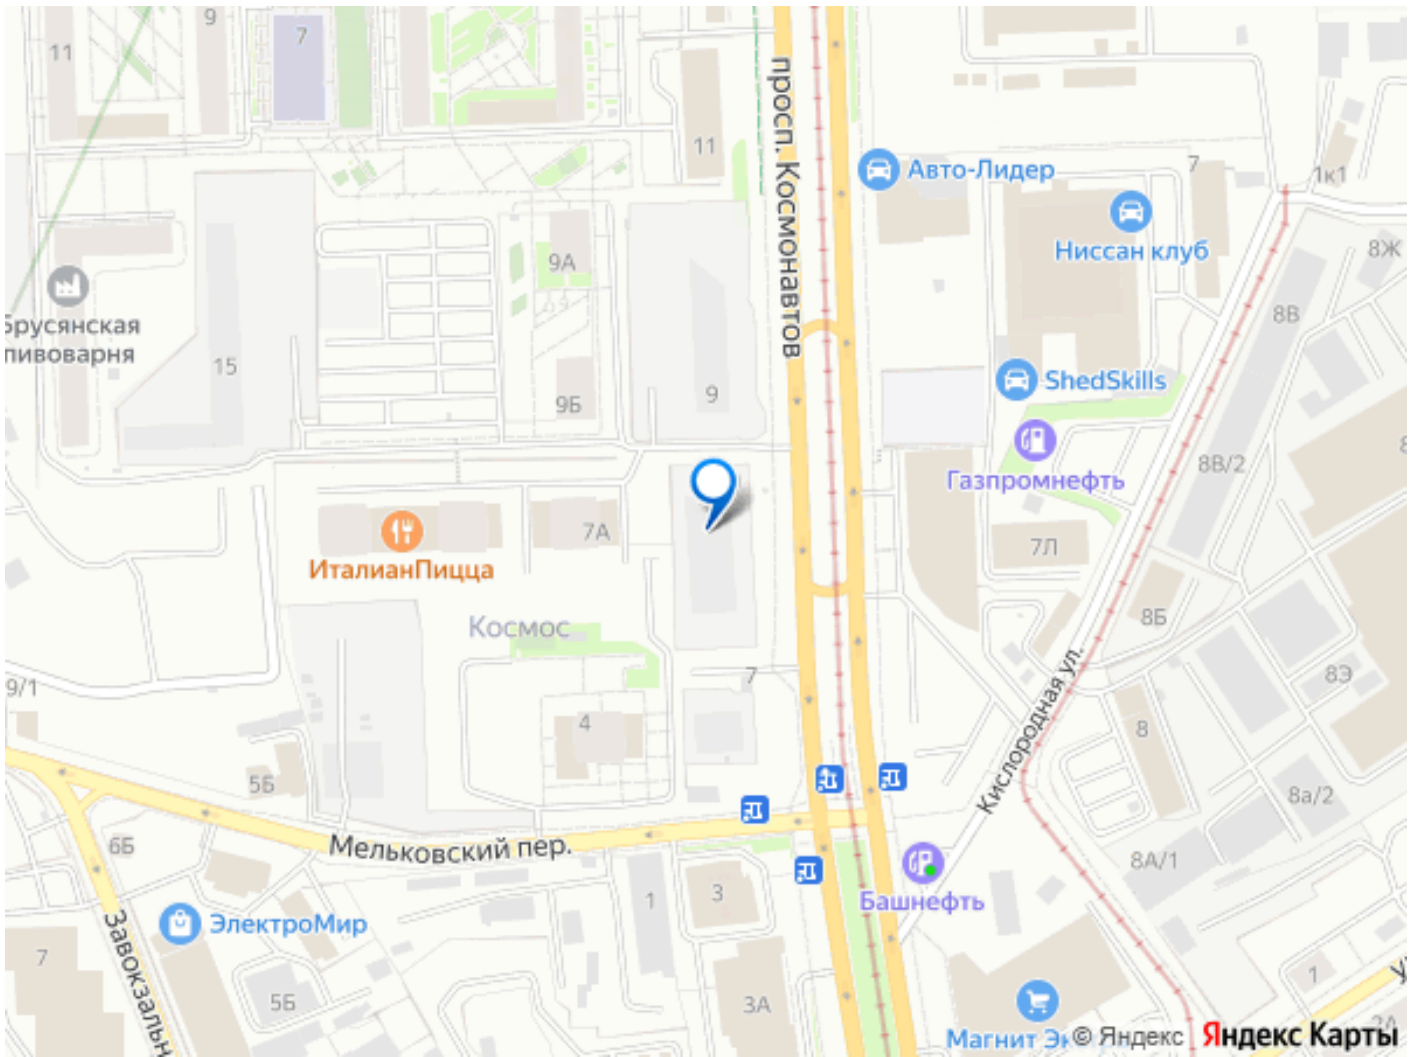 9
7
11
просп. Космонавтов
11
Авто-Лидер
7
1к1
Ниссан клуб
8Ж
9А
8В
Брусянская
пивоварня
15
ShedSkills
9
9Б
8В/2
Газпромнефть
7А
7Л
ИталианПицца
Космос
8Б
9/1
7
8Э
Кислородная ул.
4
8
5Б
8а/2
Мельковский пер.
6Б
8А/1
1
3
Башнефть
ЭлектроМир
Завокзальн
7
5Б
3А
1
2А
Магнит Эк
© Яндекс
Яндекс Карты